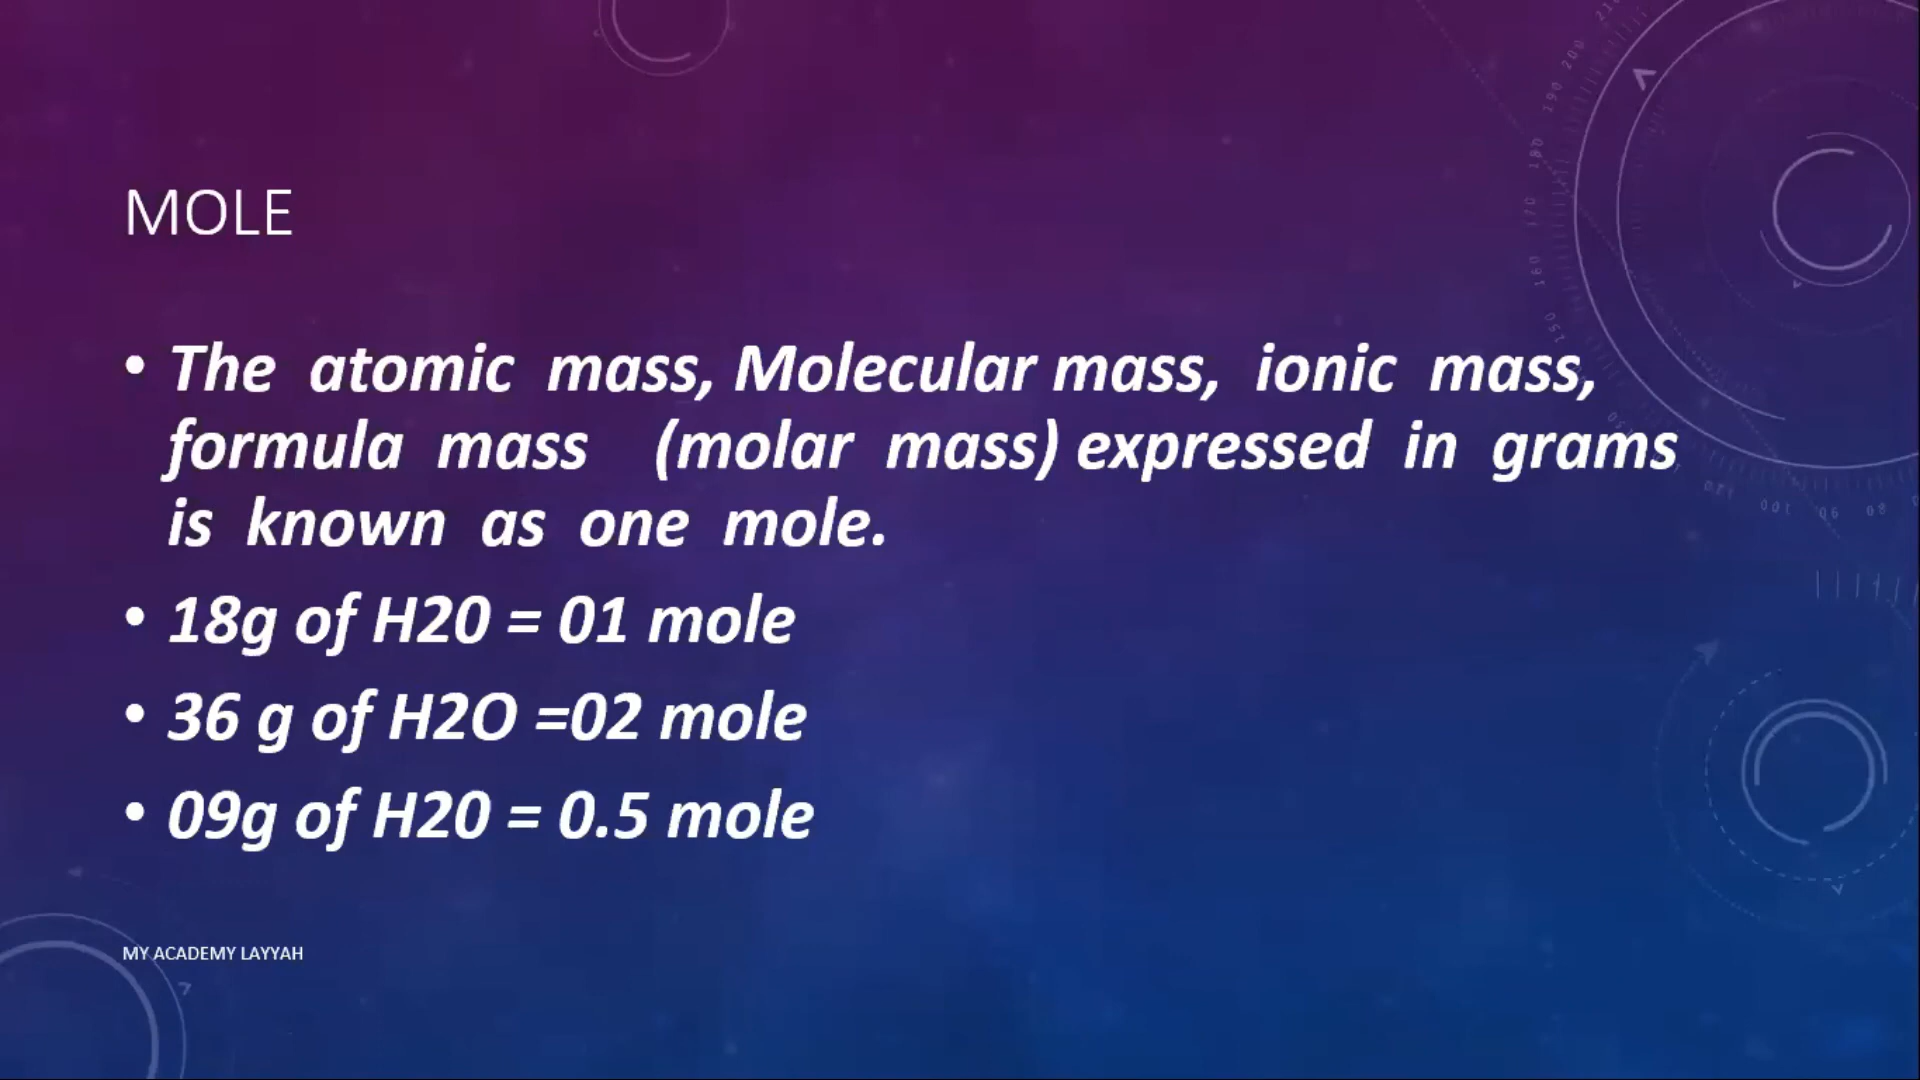 MOLE
• The atomic mass, Molecular mass, ionic mass,
formula mass (molar mass) expressed in grams
is known as one mole.
• 18g of H20 = 01 mole
• 36 g of H2O =02 mole
• 09g of H20 = 0.5 mole
MY ACADEMY LAYYAH